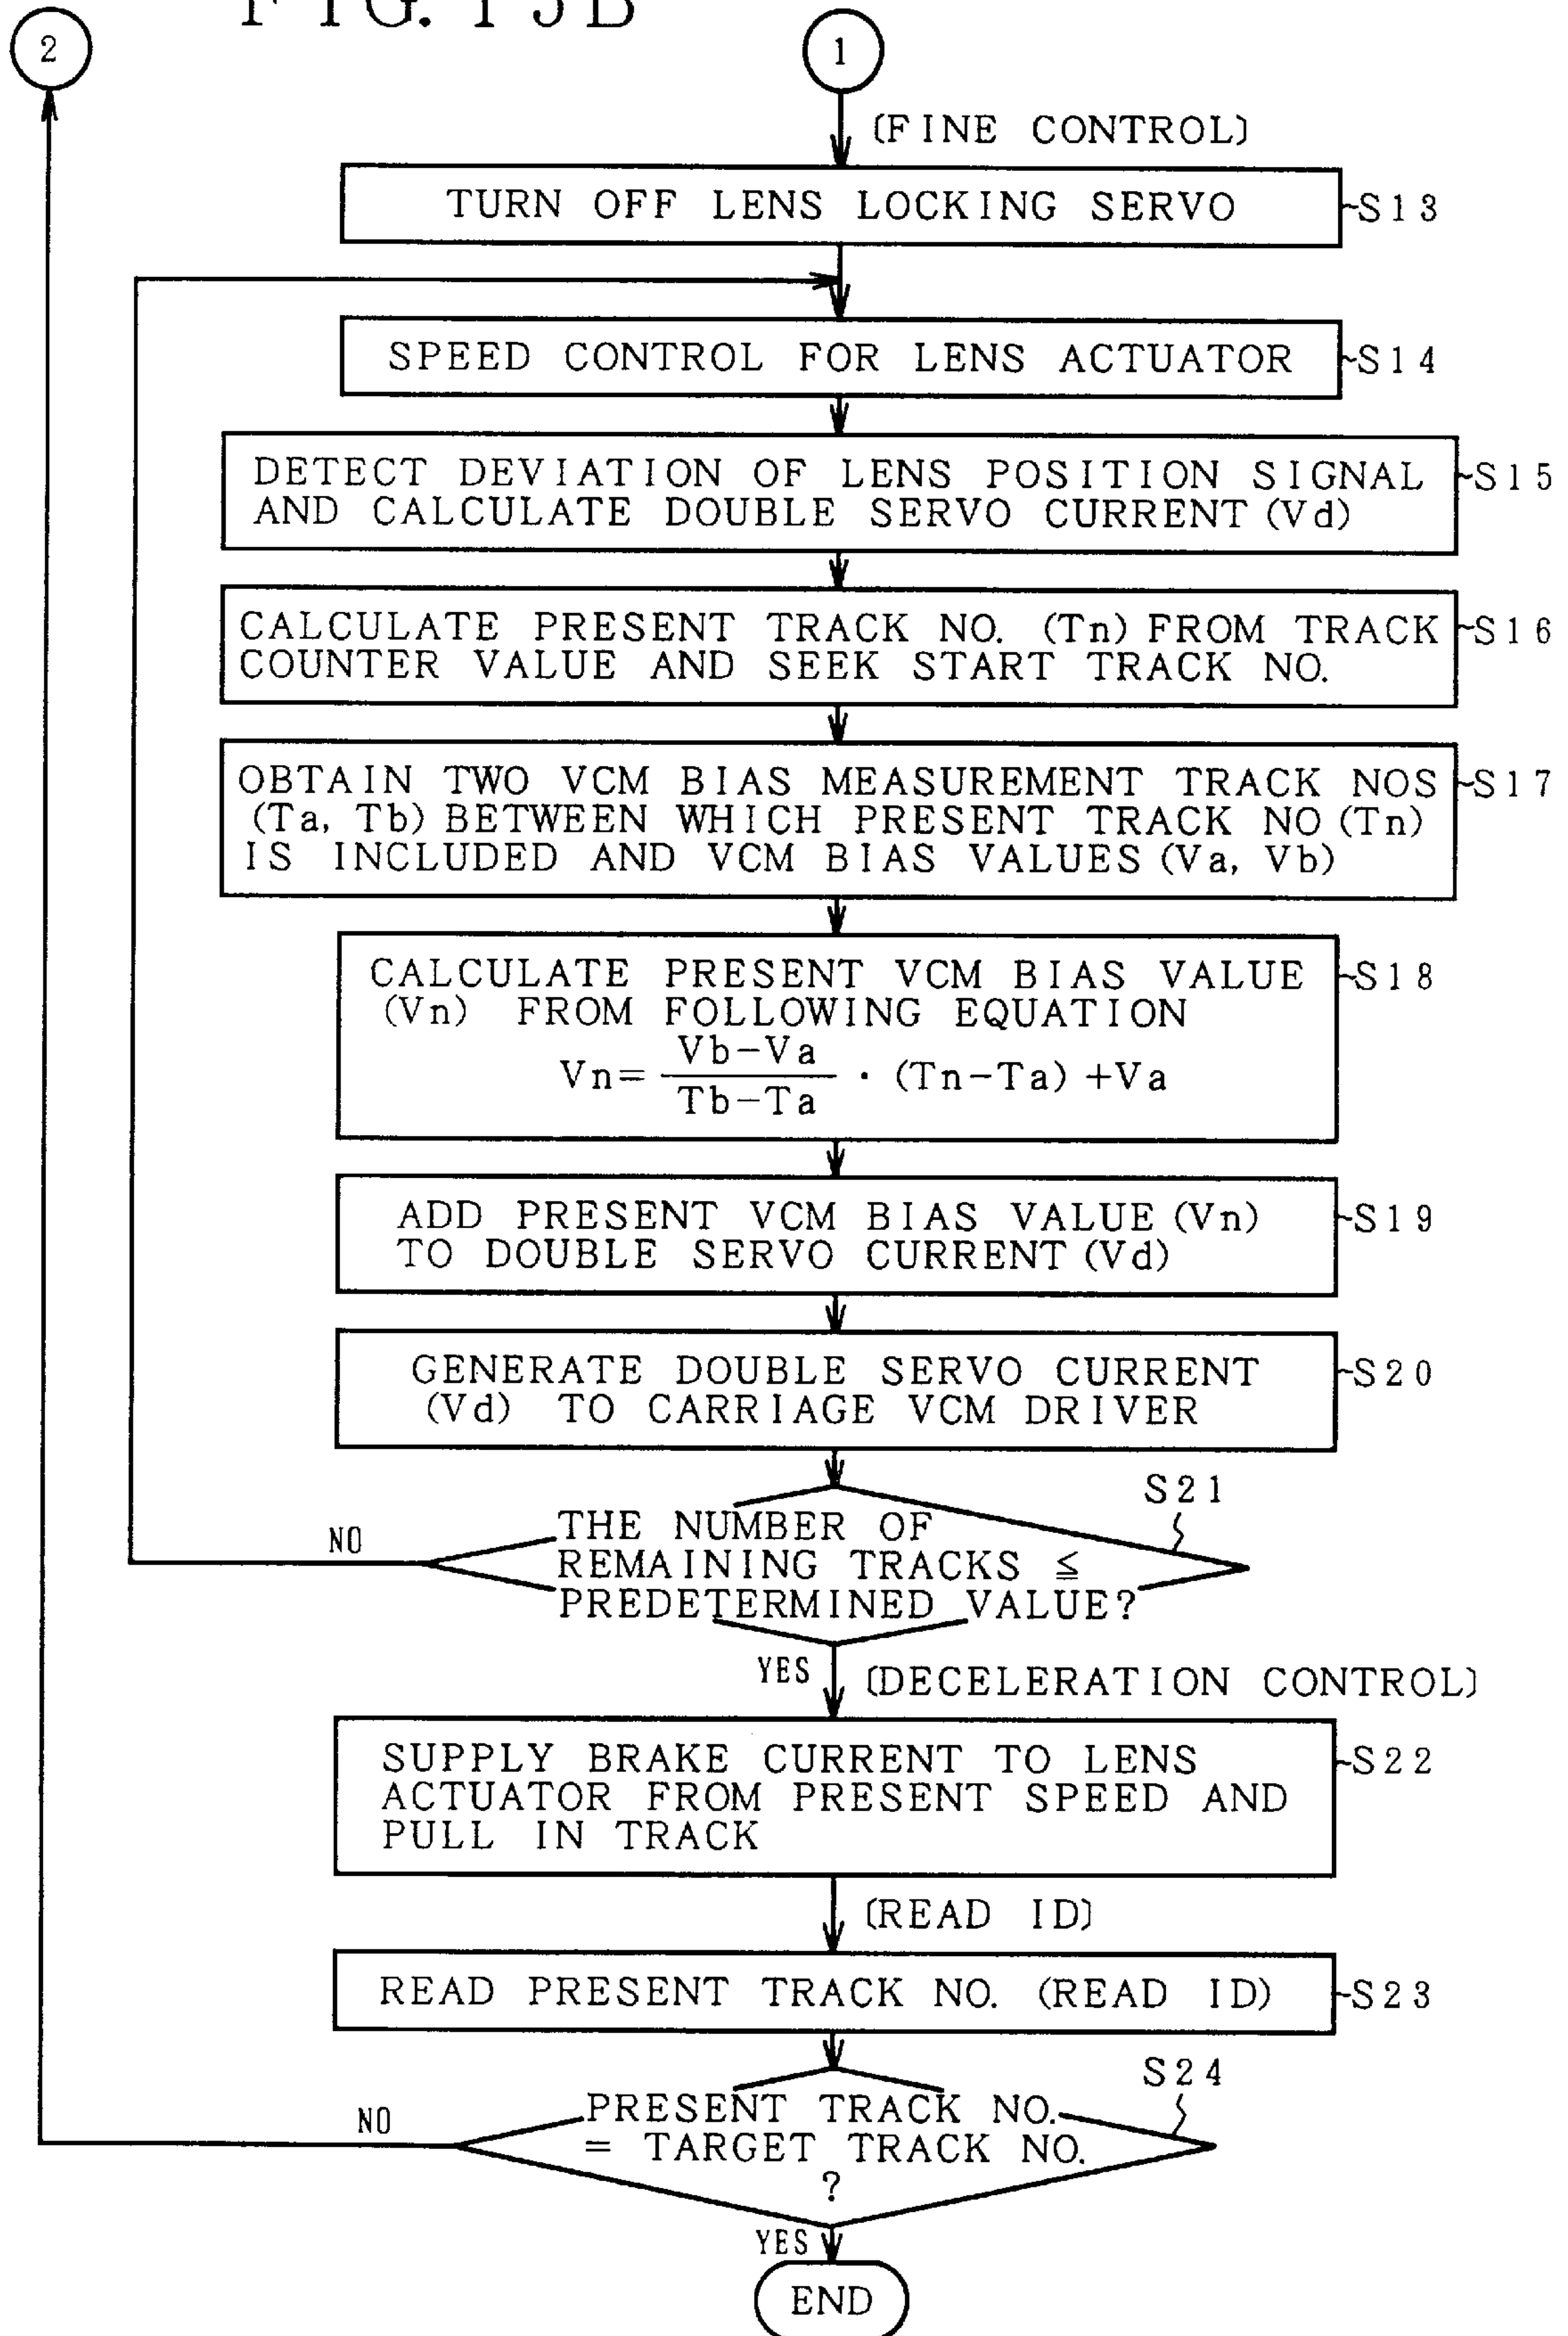 FIG. 15B
2
1
(FINE CONTROL)
TURN OFF LENS LOCKING SERVO
S13
SPEED CONTROL FOR LENS ACTUATOR
S14
DETECT DEVIATION OF LENS POSITION SIGNAL
AND CALCULATE DOUBLE SERVO CURRENT (Vd)
S15
CALCULATE PRESENT TRACK NO. (Tn) FROM TRACK
COUNTER VALUE AND SEEK START TRACK NO.
S16
OBTAIN TWO VCM BIAS MEASUREMENT TRACK NOS
(Ta, Tb) BETWEEN WHICH PRESENT TRACK NO (Tn)
IS INCLUDED AND VCM BIAS VALUES (Va, Vb)
S17
CALCULATE PRESENT VCM BIAS VALUE
(Vn) FROM FOLLOWING EQUATION
Vn= Vb-Va / Tb-Ta · (Tn-Ta) +Va
S18
ADD PRESENT VCM BIAS VALUE (Vn)
TO DOUBLE SERVO CURRENT (Vd)
S19
GENERATE DOUBLE SERVO CURRENT
(Vd) TO CARRIAGE VCM DRIVER
S20
S21
NO
THE NUMBER OF
REMAINING TRACKS ≦
PREDETERMINED VALUE?
YES
(DECELERATION CONTROL)
SUPPLY BRAKE CURRENT TO LENS
ACTUATOR FROM PRESENT SPEED AND
PULL IN TRACK
S22
(READ ID)
READ PRESENT TRACK NO. (READ ID)
S23
S24
NO
PRESENT TRACK NO.
= TARGET TRACK NO.
?
YES
END